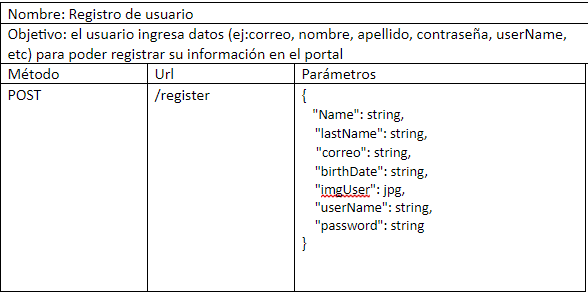 Nombre: Registro de usuario
Objetivo: el usuario ingresa datos (ej:correo, nombre, apellido, contraseña, userName,
etc) para poder registrar su información en el portal
Método Url Parámetros
POST /register {
"Name": string,
"lastName": string,
"correo": string,
"birthDate": string,
"imgUser": jpg,
"userName": string,
"password": string
}